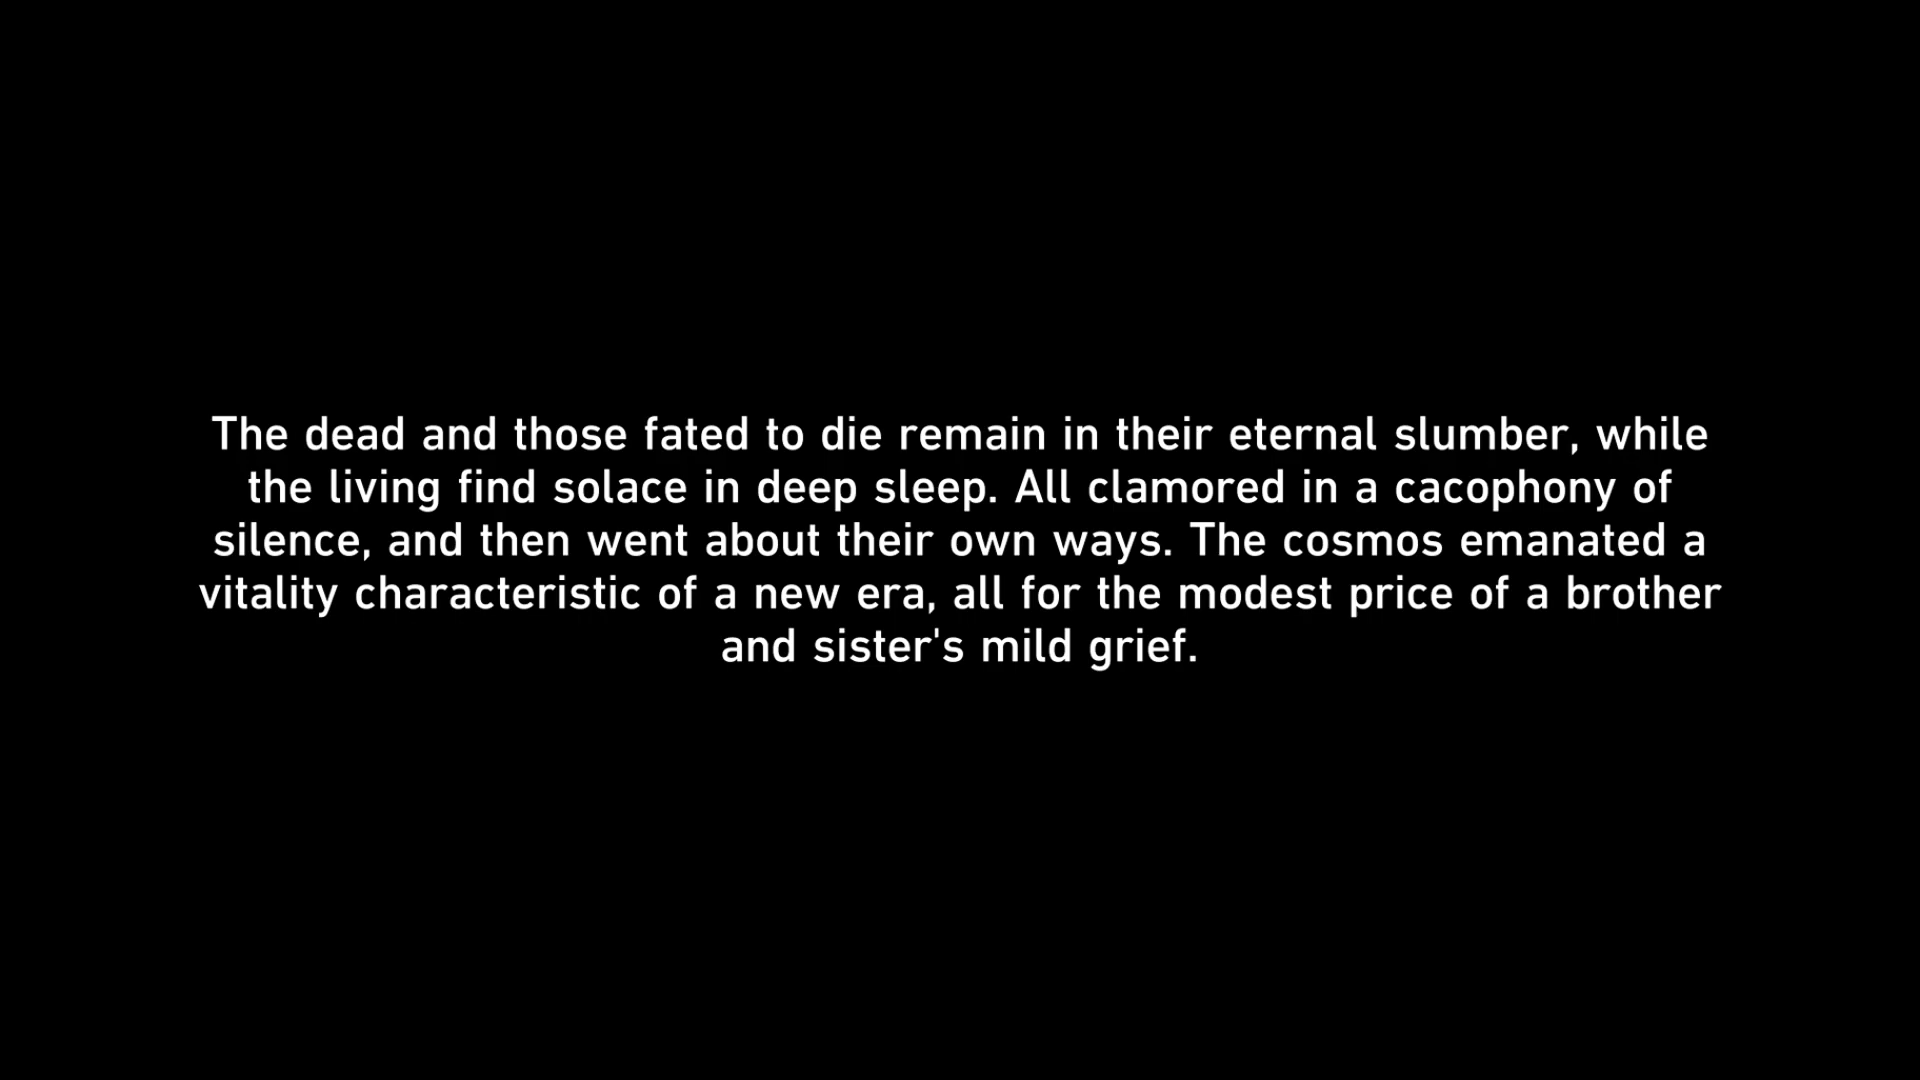 The dead and those fated to die remain in their eternal slumber, while
the living find solace in deep sleep. All clamored in a cacophony of
silence, and then went about their own ways. The cosmos emanated a
vitality characteristic of a new era, all for the modest price of a brother
and sister's mild grief.